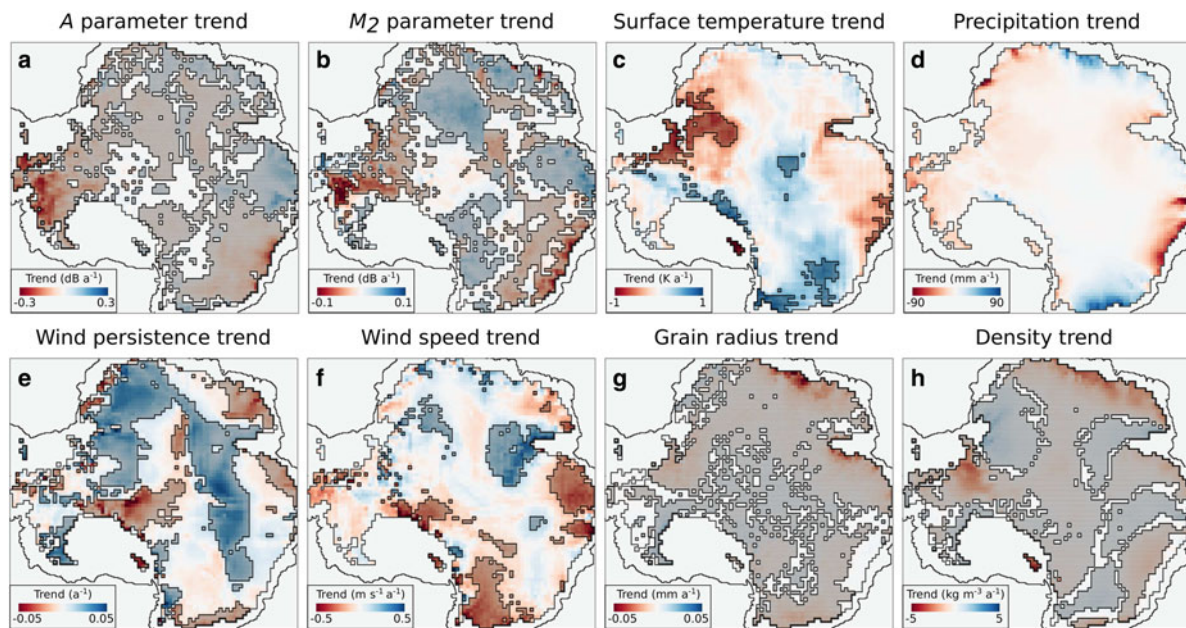 A parameter trend
M2 parameter trend
Surface temperature trend
Precipitation trend
a
b
c
d
Trend (dB a⁻¹)
-0.3 0.3
Trend (dB a⁻¹)
-0.1 0.1
Trend (K a⁻¹)
-1 1
Trend (mm a⁻¹)
-90 90
Wind persistence trend
Wind speed trend
Grain radius trend
Density trend
e
f
g
h
Trend (a⁻¹)
-0.05 0.05
Trend (m s⁻¹ a⁻¹)
-0.5 0.5
Trend (mm a⁻¹)
-0.05 0.05
Trend (kg m⁻³ a⁻¹)
-5 5